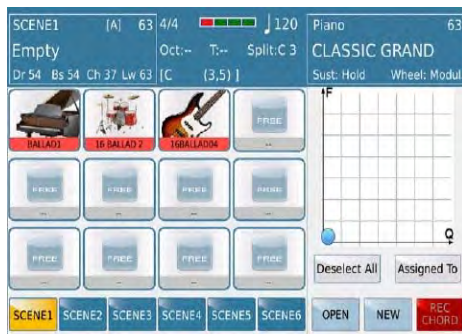 SCENE1 [A] 63
4/4 120
Piano 63
Empty
Oct:-- T:-- Split:C 3
CLASSIC GRAND
Dr 54 Bs 54 Ch 37 Lw 63
[C (3,5) ]
Sust: Hold Wheel: Modul
BALLAD1
16 BALLAD 2
16BALLAD04
FREE
--
F
FREE
--
FREE
--
FREE
--
FREE
--
FREE
--
FREE
--
FREE
--
FREE
--
Q
Deselect All Assigned To
SCENE1 SCENE2 SCENE3 SCENE4 SCENE5 SCENE6
OPEN NEW REC CHORD